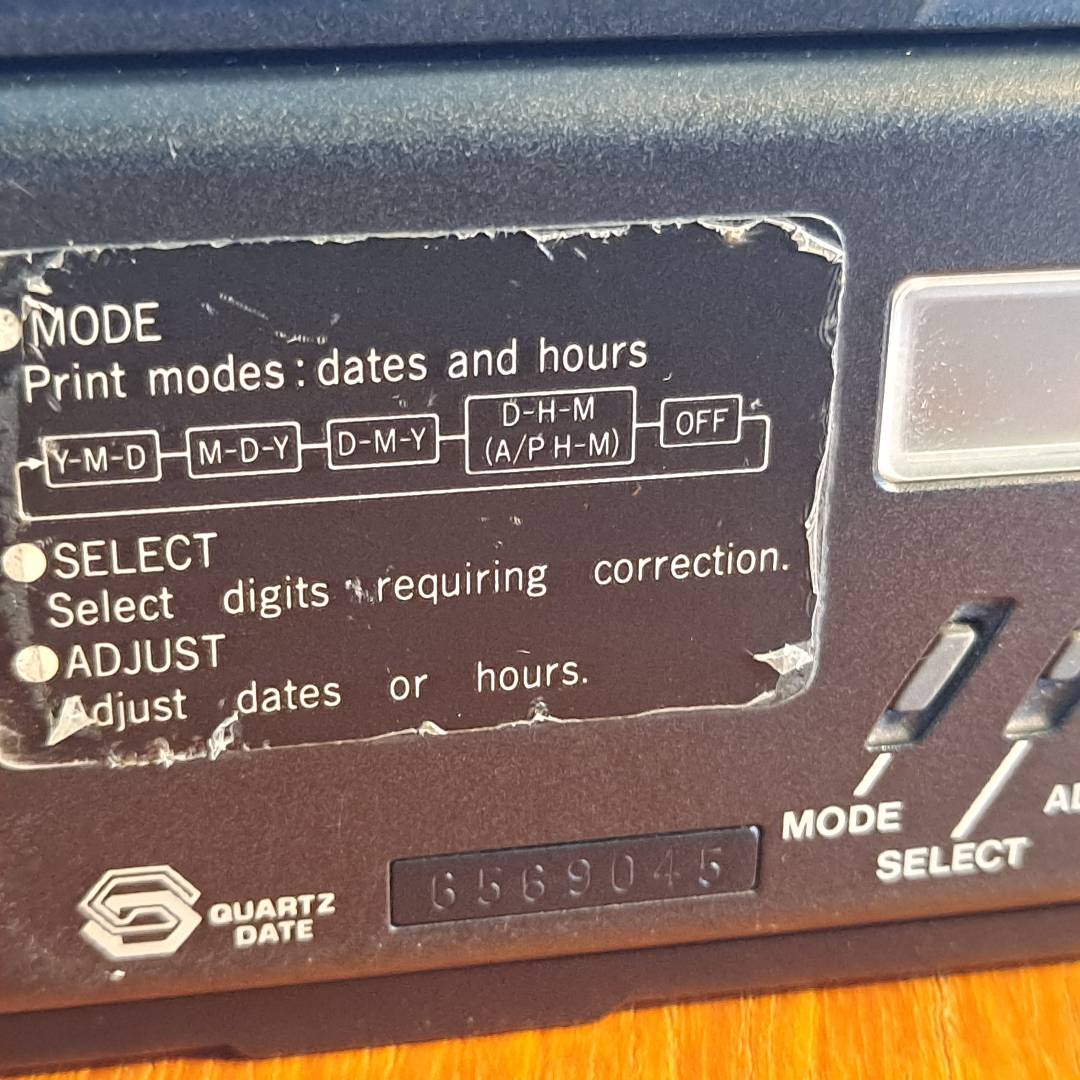 MODE
Print modes: dates and hours
Y-M-D M-D-Y D-M-Y D-H-M (A/P H-M) OFF
SELECT
Select digits requiring correction.
ADJUST
Adjust dates or hours.
MODE
SELECT
QUARTZ
DATE
6569045